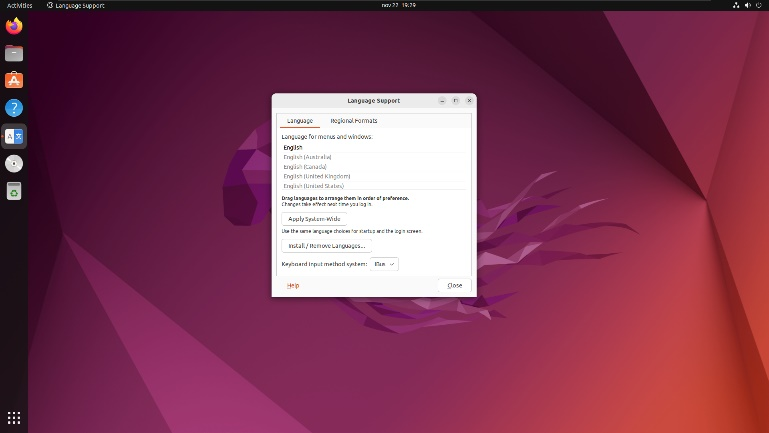 Activities
Language Support
nov 22 19:29
Language Support
Language
Regional Formats
Language for menus and windows:
English
English (Australia)
English (Canada)
English (United Kingdom)
English (United States)
Drag languages to arrange them in order of preference.
Changes take effect next time you log in.
Apply System-Wide
Use the same language choices for startup and the login screen.
Install / Remove Languages...
Keyboard input method system: IBus
Help
Close